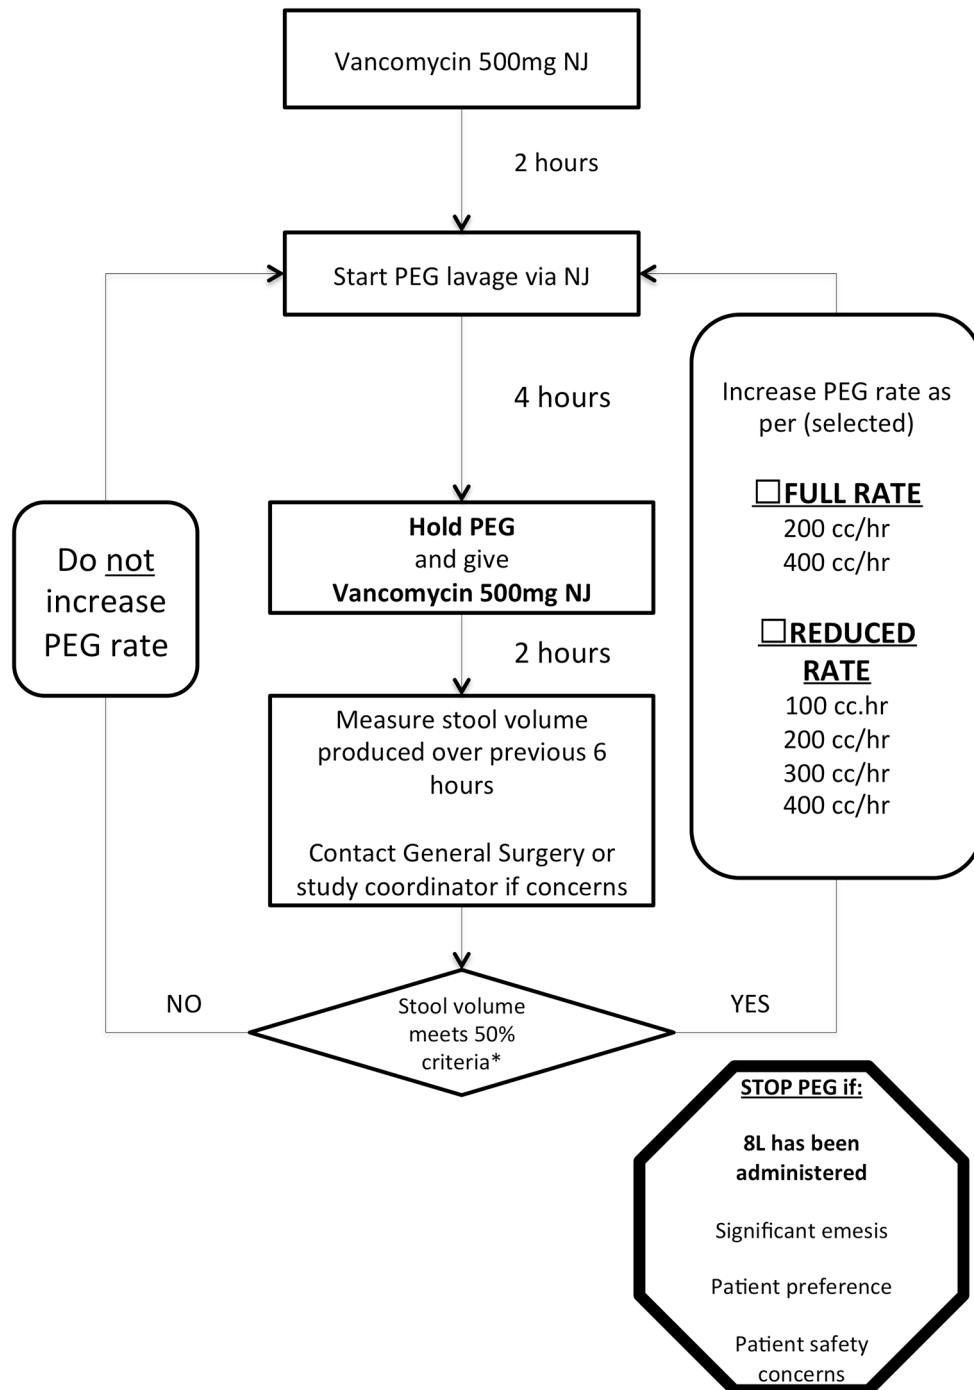 Vancomycin 500mg NJ
2 hours
Start PEG lavage via NJ
4 hours
Hold PEG
and give
Vancomycin 500mg NJ
2 hours
Measure stool volume
produced over previous 6
hours
Contact General Surgery or
study coordinator if concerns
Stool volume
meets 50%
criteria*
NO
Do not
increase
PEG rate
YES
Increase PEG rate as
per (selected)
☐FULL RATE
200 cc/hr
400 cc/hr
☐REDUCED
RATE
100 cc.hr
200 cc/hr
300 cc/hr
400 cc/hr
STOP PEG if:
8L has been
administered
Significant emesis
Patient preference
Patient safety
concerns